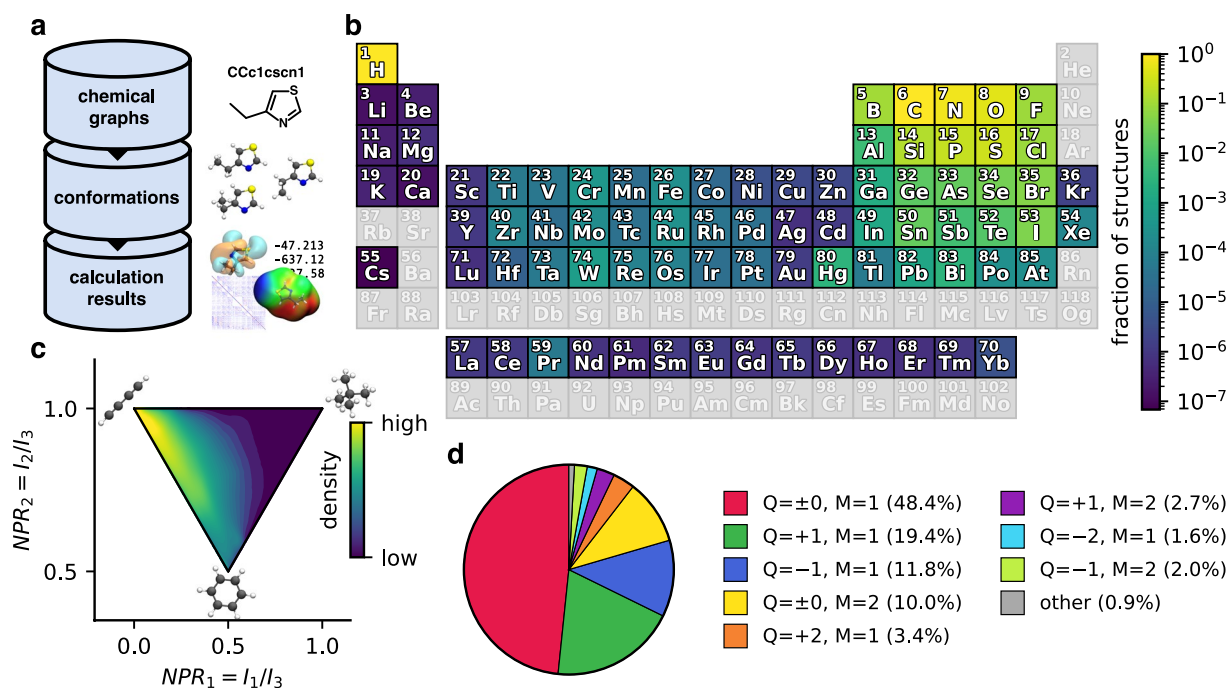 a
chemical
graphs
conformations
calculation
results
CCc1cscn1
S
N
-47.213
-637.12
b
1
H
2
He
3 4 5 6 7 8 9 10
Li Be B C N O F Ne
11 12 13 14 15 16 17 18
Na Mg Al Si P S Cl Ar
19 20 21 22 23 24 25 26 27 28 29 30 31 32 33 34 35 36
K Ca Sc Ti V Cr Mn Fe Co Ni Cu Zn Ga Ge As Se Br Kr
37 38 39 40 41 42 43 44 45 46 47 48 49 50 51 52 53 54
Rb Sr Y Zr Nb Mo Tc Ru Rh Pd Ag Cd In Sn Sb Te I Xe
55 56 71 72 73 74 75 76 77 78 79 80 81 82 83 84 85 86
Cs Ba Lu Hf Ta W Re Os Ir Pt Au Hg Tl Pb Bi Po At Rn
87 88 103 104 105 106 107 108 109 110 111 112 113 114 115 116 117 118
Fr Ra Lr Rf Db Sg Bh Hs Mt Ds Rg Cn Nh Fl Mc Lv Ts Og
57 58 59 60 61 62 63 64 65 66 67 68 69 70
La Ce Pr Nd Pm Sm Eu Gd Tb Dy Ho Er Tm Yb
89 90 91 92 93 94 95 96 97 98 99 100 101 102
Ac Th Pa U Np Pu Am Cm Bk Cf Es Fm Md No
10⁰
10⁻¹
10⁻²
10⁻³
10⁻⁴
10⁻⁵
10⁻⁶
10⁻⁷
fraction of structures
c
1.0
0.5
NPR₂ = I₂/I₃
0.0 0.5 1.0
NPR₁ = I₁/I₃
high
low
density
d
Q=±0, M=1 (48.4%)
Q=+1, M=1 (19.4%)
Q=−1, M=1 (11.8%)
Q=±0, M=2 (10.0%)
Q=+2, M=1 (3.4%)
Q=+1, M=2 (2.7%)
Q=−2, M=1 (1.6%)
Q=−1, M=2 (2.0%)
other (0.9%)